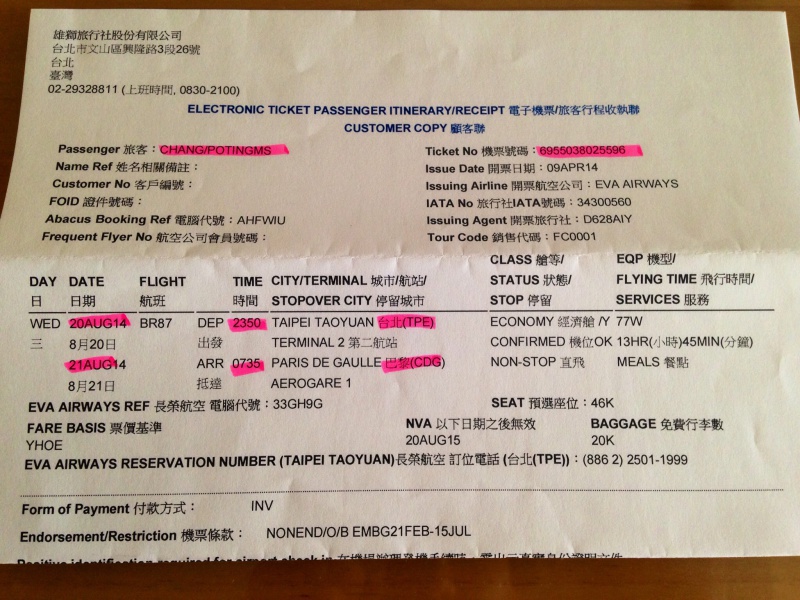 雄獅旅行社股份有限公司
台北市文山區興隆路3段26號
台北
臺灣
02-29328811 (上班時間, 0830-2100)
ELECTRONIC TICKET PASSENGER ITINERARY/RECEIPT 電子機票/旅客行程收執聯
CUSTOMER COPY 顧客聯
Passenger 旅客：CHANG/POTINGMS Ticket No 機票號碼：6955038025596
Name Ref 姓名相關備註： Issue Date 開票日期：09APR14
Customer No 客戶編號： Issuing Airline 開票航空公司：EVA AIRWAYS
FOID 證件號碼： IATA No 旅行社IATA號碼：34300560
Abacus Booking Ref 電腦代號：AHFWIU Issuing Agent 開票旅行社：D628AIY
Frequent Flyer No 航空公司會員號碼： Tour Code 銷售代碼：FC0001
CLASS 艙等/ EQP 機型/
DAY DATE FLIGHT TIME CITY/TERMINAL 城市/航站/ STATUS 狀態/ FLYING TIME 飛行時間/
日 日期 航班 時間 STOPOVER CITY 停留城市 STOP 停留 SERVICES 服務
WED 20AUG14 BR87 DEP 2350 TAIPEI TAOYUAN 台北(TPE) ECONOMY 經濟艙 /Y 77W
三 8月20日 出發 TERMINAL 2 第二航站 CONFIRMED 機位OK 13HR(小時)45MIN(分鐘)
21AUG14 ARR 0735 PARIS DE GAULLE 巴黎(CDG) NON-STOP 直飛 MEALS 餐點
8月21日 抵達 AEROGARE 1
EVA AIRWAYS REF 長榮航空 電腦代號：33GH9G SEAT 預選座位：46K
FARE BASIS 票價基準 NVA 以下日期之後無效 BAGGAGE 免費行李數
YHOE 20AUG15 20K
EVA AIRWAYS RESERVATION NUMBER (TAIPEI TAOYUAN)長榮航空 訂位電話 (台北(TPE))：(886 2) 2501-1999
Form of Payment 付款方式： INV
Endorsement/Restriction 機票條款： NONEND/O/B EMBG21FEB-15JUL
Positive identification required for airport check in